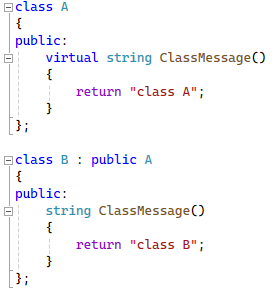 class A
{
public:
    virtual string ClassMessage()
    {
        return "class A";
    }
};

class B : public A
{
public:
    string ClassMessage()
    {
        return "class B";
    }
};